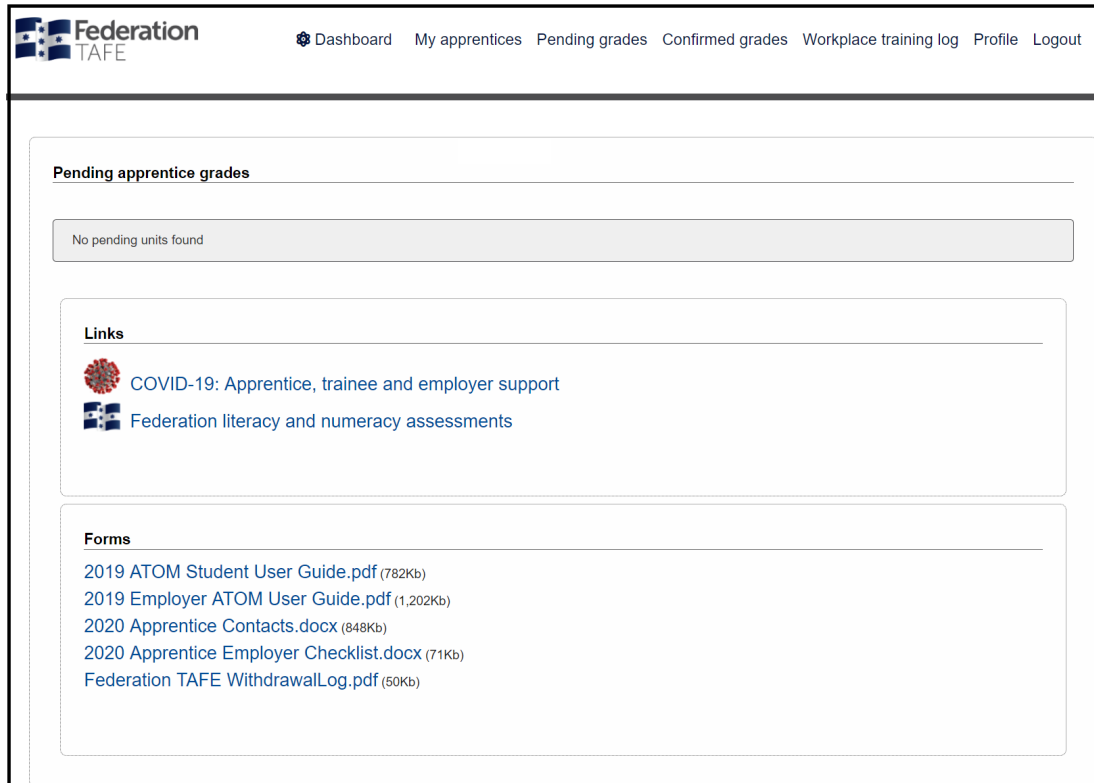 Federation
TAFE
Dashboard My apprentices Pending grades Confirmed grades Workplace training log Profile Logout
Pending apprentice grades
No pending units found
Links
COVID-19: Apprentice, trainee and employer support
Federation literacy and numeracy assessments
Forms
2019 ATOM Student User Guide.pdf (782Kb)
2019 Employer ATOM User Guide.pdf (1,202Kb)
2020 Apprentice Contacts.docx (848Kb)
2020 Apprentice Employer Checklist.docx (71Kb)
Federation TAFE WithdrawalLog.pdf (50Kb)